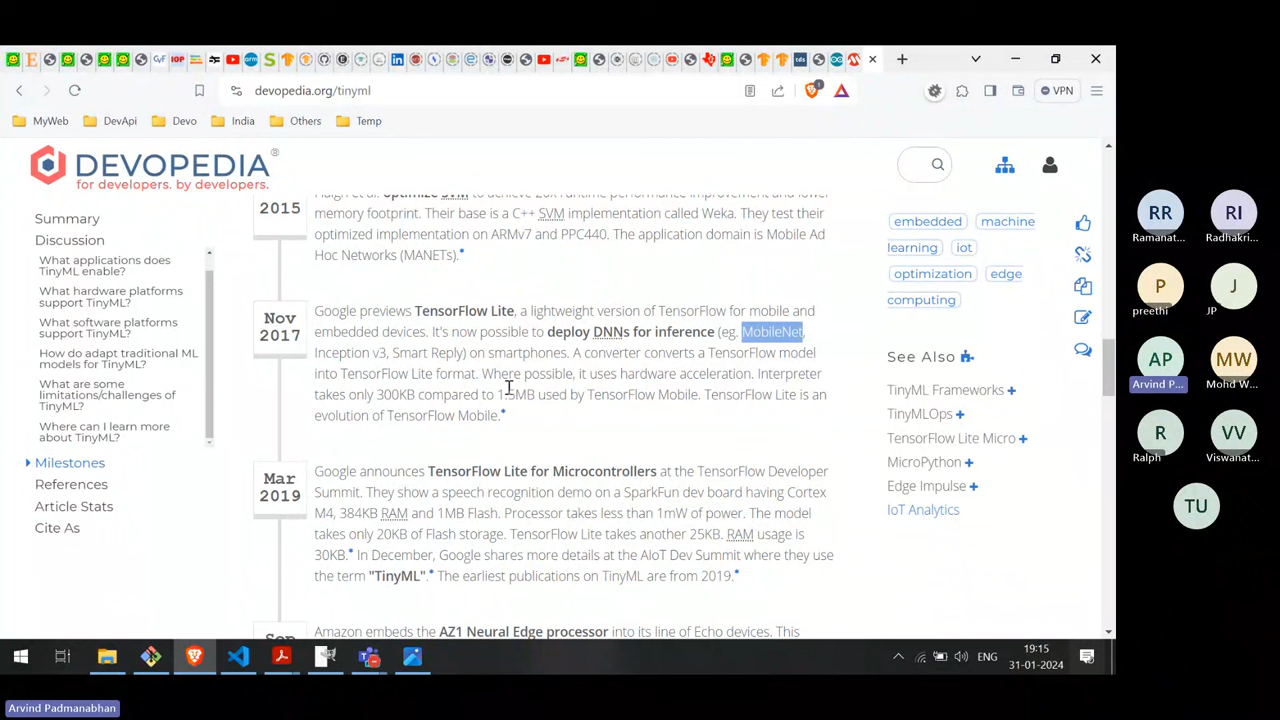 devopedia.org/tinyml
VPN
MyWeb
DevApi
Devo
India
Others
Temp
DEVOPEDIA
for developers. by developers.
Summary
Discussion
What applications does
TinyML enable?
What hardware platforms
support TinyML?
What software platforms
support TinyML?
How do adapt traditional ML
models for TinyML?
What are some
limitations/challenges of
TinyML?
Where can I learn more
about TinyML?
Milestones
References
Article Stats
Cite As
2015
memory footprint. Their base is a C++ SVM implementation called Weka. They test their
optimized implementation on ARMv7 and PPC440. The application domain is Mobile Ad
Hoc Networks (MANETs).*
Nov
2017
Google previews TensorFlow Lite, a lightweight version of TensorFlow for mobile and
embedded devices. It's now possible to deploy DNNs for inference (eg. MobileNet,
Inception v3, Smart Reply) on smartphones. A converter converts a TensorFlow model
into TensorFlow Lite format. Where possible, it uses hardware acceleration. Interpreter
takes only 300KB compared to 1.5MB used by TensorFlow Mobile. TensorFlow Lite is an
evolution of TensorFlow Mobile.*
Mar
2019
Google announces TensorFlow Lite for Microcontrollers at the TensorFlow Developer
Summit. They show a speech recognition demo on a SparkFun dev board having Cortex
M4, 384KB RAM and 1MB Flash. Processor takes less than 1mW of power. The model
takes only 20KB of Flash storage. TensorFlow Lite takes another 25KB. RAM usage is
30KB.* In December, Google shares more details at the AIoT Dev Summit where they use
the term "TinyML".* The earliest publications on TinyML are from 2019.*
Amazon embeds the AZ1 Neural Edge processor into its line of Echo devices. This
embedded machine
learning iot
optimization edge
computing
See Also
TinyML Frameworks +
TinyMLOps +
TensorFlow Lite Micro +
MicroPython +
Edge Impulse +
IoT Analytics
RR
Ramanat...
RI
Radhakri...
P
preethi
J
JP
AP
Arvind P...
MW
Mohd W...
R
Ralph
VV
Viswanat...
TU
ENG
19:15
31-01-2024
Arvind Padmanabhan